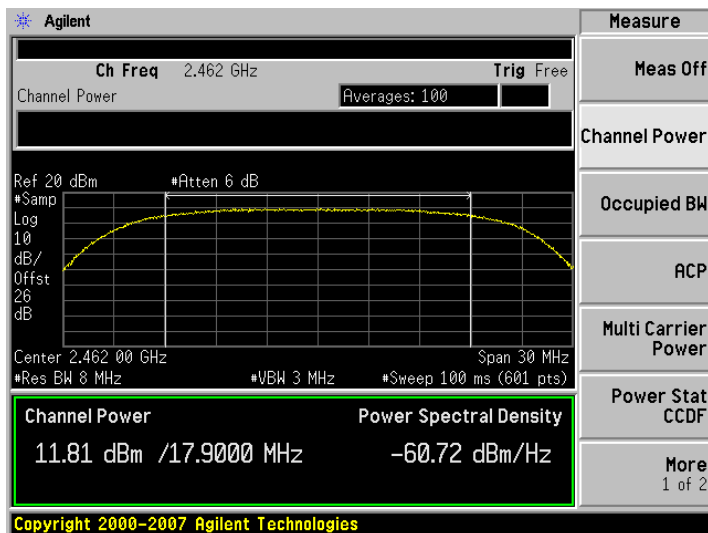 Agilent
Measure
Ch Freq 2.462 GHz Trig Free
Channel Power Averages: 100
Ref 20 dBm #Atten 6 dB
#Samp
Log
10
dB/
Offst
26
dB
Center 2.462 00 GHz Span 30 MHz
#Res BW 8 MHz #VBW 3 MHz #Sweep 100 ms (601 pts)
Channel Power Power Spectral Density
11.81 dBm /17.9000 MHz -60.72 dBm/Hz
Copyright 2000-2007 Agilent Technologies
Meas Off
Channel Power
Occupied BW
ACP
Multi Carrier
Power
Power Stat
CCDF
More
1 of 2